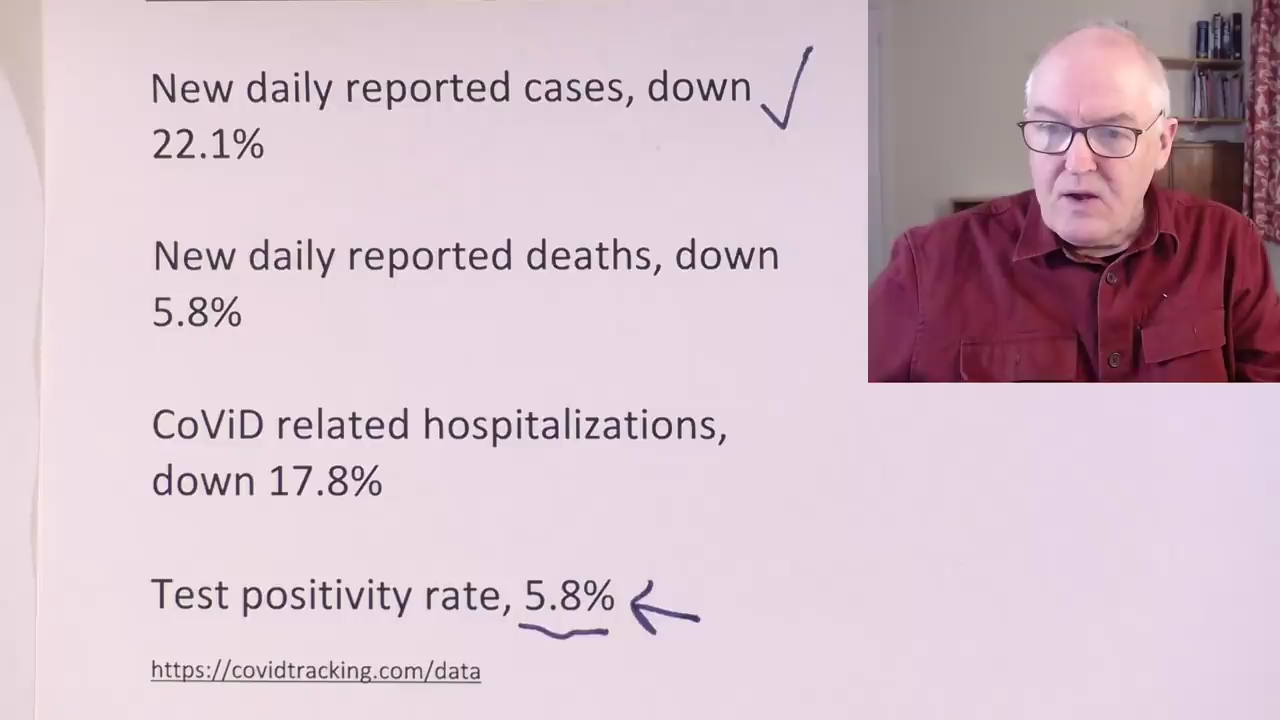 New daily reported cases, down
22.1%
New daily reported deaths, down
5.8%
CoViD related hospitalizations,
down 17.8%
Test positivity rate, 5.8%
https://covidtracking.com/data